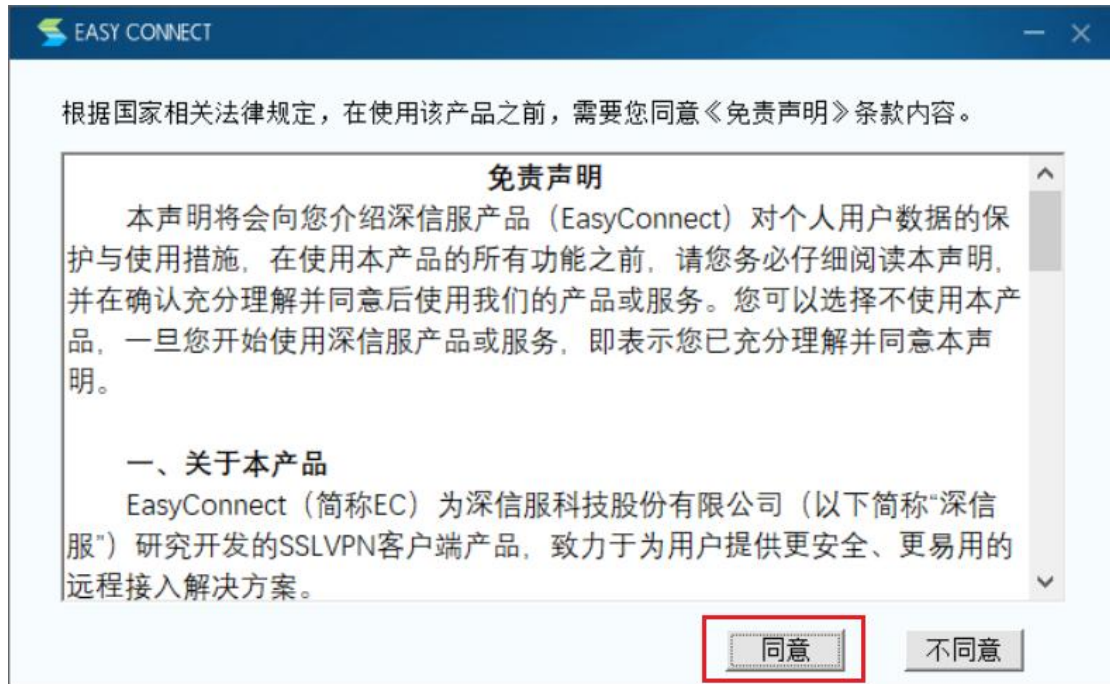 EASY CONNECT
根据国家相关法律规定，在使用该产品之前，需要您同意《免责声明》条款内容。
免责声明
本声明将会向您介绍深信服产品（EasyConnect）对个人用户数据的保
护与使用措施，在使用本产品的所有功能之前，请您务必仔细阅读本声明，
并在确认充分理解并同意后使用我们的产品或服务。您可以选择不使用本产
品，一旦您开始使用深信服产品或服务，即表示您已充分理解并同意本声
明。
一、关于本产品
EasyConnect（简称EC）为深信服科技股份有限公司（以下简称“深信
服”）研究开发的SSLVPN客户端产品，致力于为用户提供更安全、更易用的
远程接入解决方案。
同意 不同意